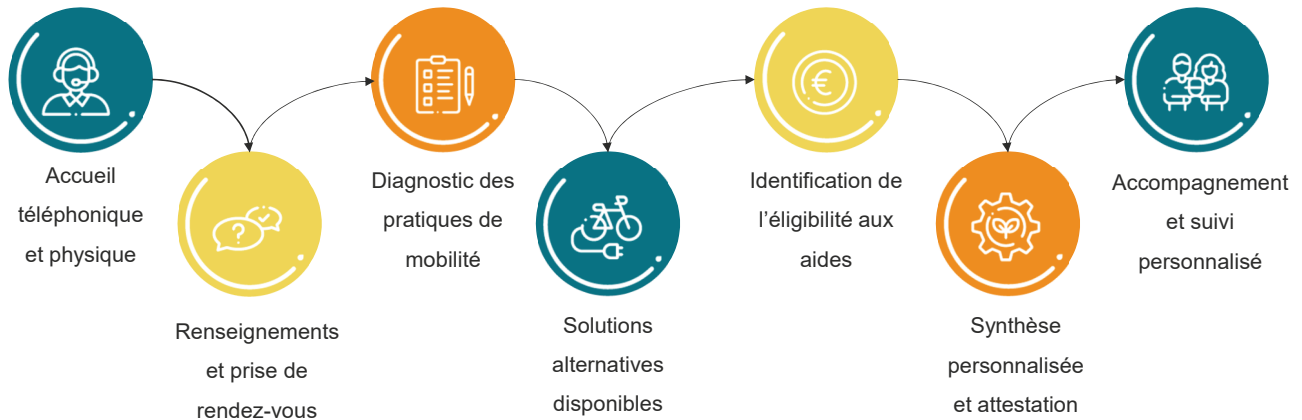 Accueil
téléphonique
et physique
Renseignements
et prise de
rendez-vous
Diagnostic des
pratiques de
mobilité
Solutions
alternatives
disponibles
€
Identification de
l’éligibilité aux
aides
Synthèse
personnalisée
et attestation
Accompagnement
et suivi
personnalisé